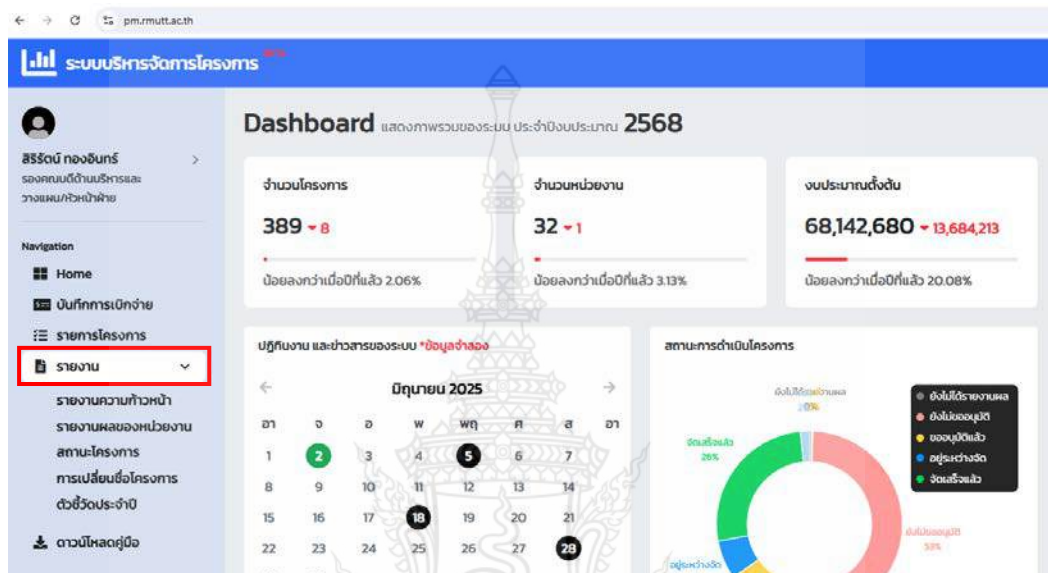 pm.rmutt.ac.th
ระบบบริหารจัดการโครงการ
สิริรัตน์ ทองอินทร์
รองคณบดีด้านบริหารและ
วางแผน/หัวหน้าฝ่าย
Navigation
Home
บันทึกการเบิกจ่าย
รายการโครงการ
รายงาน
รายงานความก้าวหน้า
รายงานผลของหน่วยงาน
สถานะโครงการ
การเปลี่ยนชื่อโครงการ
ตัวชี้วัดประจำปี
ดาวน์โหลดคู่มือ
Dashboard แสดงภาพรวมของระบบ ประจำปีงบประมาณ 2568
จำนวนโครงการ
389 8
น้อยลงกว่าเมื่อปีที่แล้ว 2.06%
จำนวนหน่วยงาน
32 1
น้อยลงกว่าเมื่อปีที่แล้ว 3.13%
งบประมาณตั้งต้น
68,142,680 13,684,213
น้อยลงกว่าเมื่อปีที่แล้ว 20.08%
ปฏิทินงาน และข่าวสารของระบบ *ข้อมูลจำลอง
มิถุนายน 2025
อา จ อ พ พฤ ศ ส อา
1 2 3 4 5 6 7
8 9 10 11 12 13 14
15 16 17 18 19 20 21
22 23 24 25 26 27 28
สถานะการดำเนินโครงการ
ยังไม่ได้รายงานผล
0%
จัดเสร็จแล้ว
26%
ยังไม่ขออนุมัติ
53%
อยู่ระหว่างจัด
ยังไม่ได้รายงานผล
ยังไม่ขออนุมัติ
ขออนุมัติแล้ว
อยู่ระหว่างจัด
จัดเสร็จแล้ว